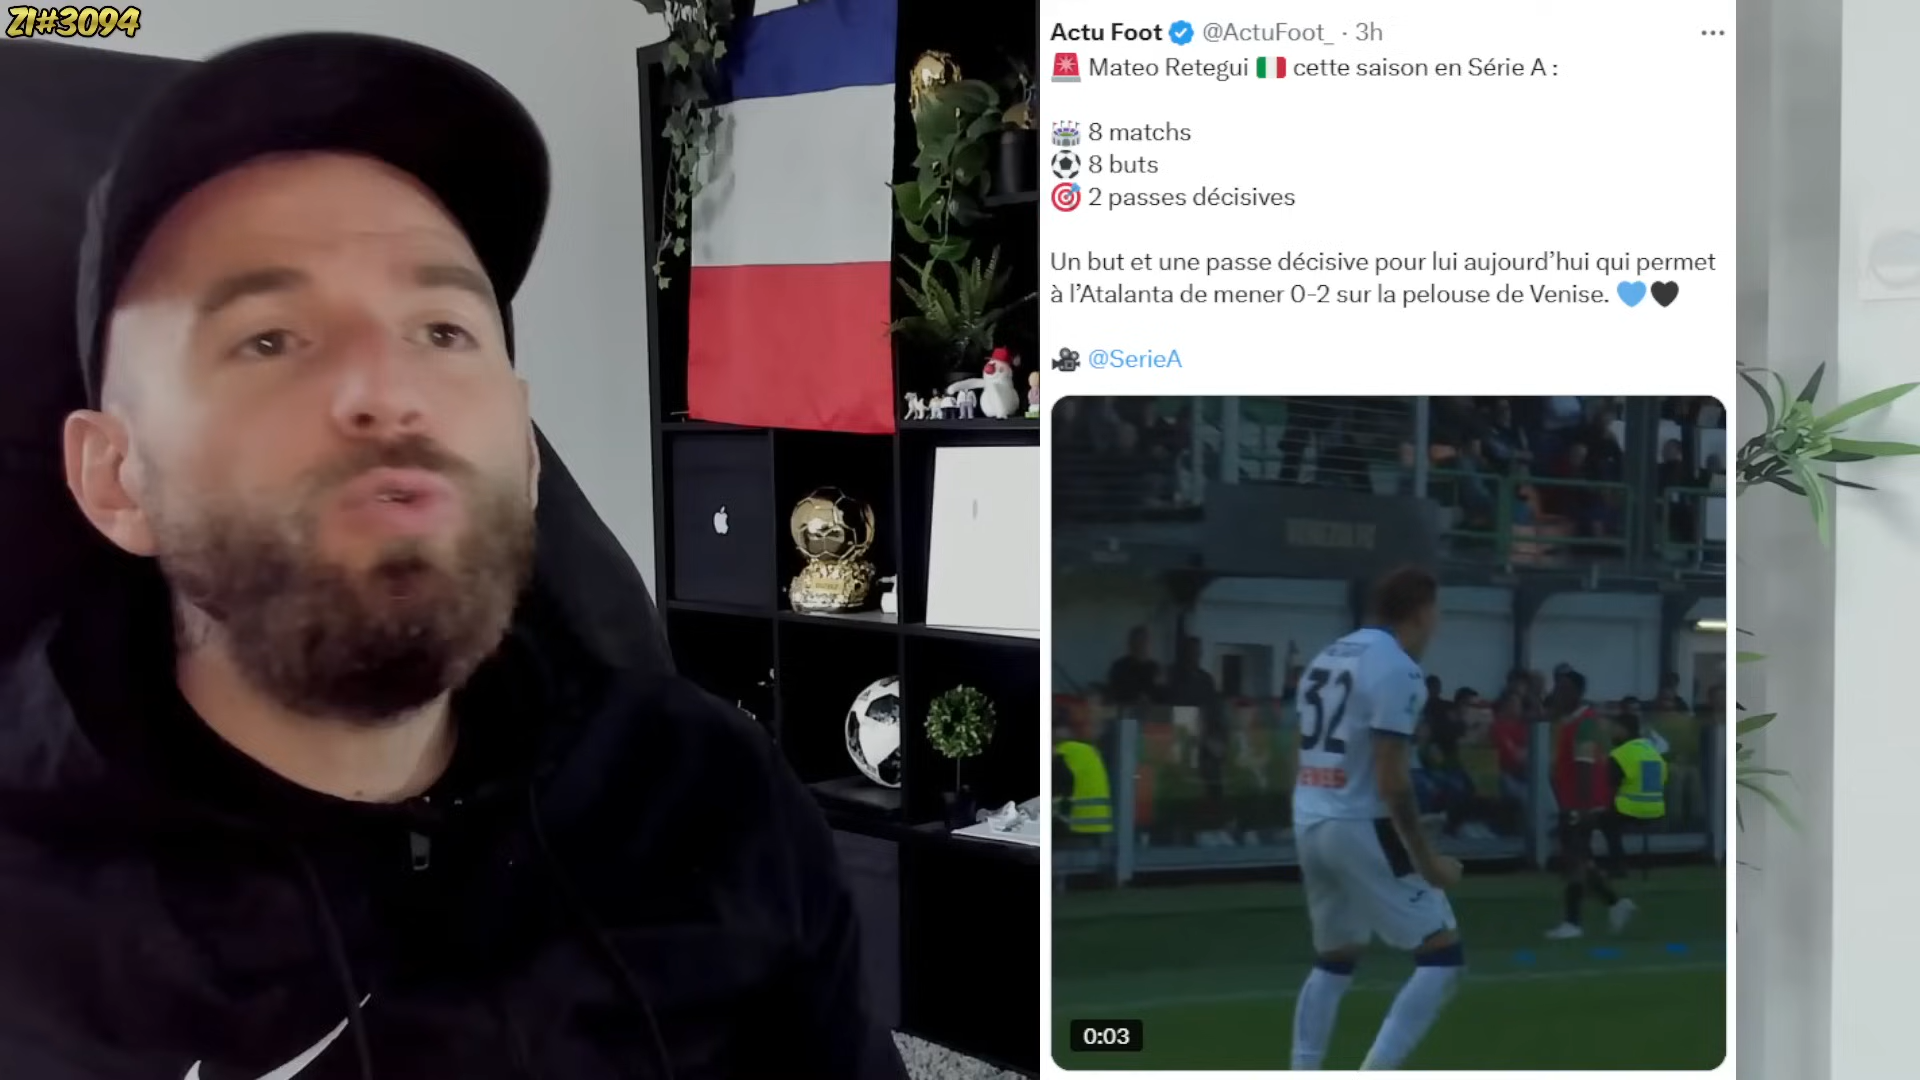 ZI#3094
Actu Foot @ActuFoot_ · 3h
Mateo Retegui cette saison en Série A :
8 matchs
8 buts
2 passes décisives
Un but et une passe décisive pour lui aujourd’hui qui permet
à l’Atalanta de mener 0-2 sur la pelouse de Venise.
@SerieA
32
0:03